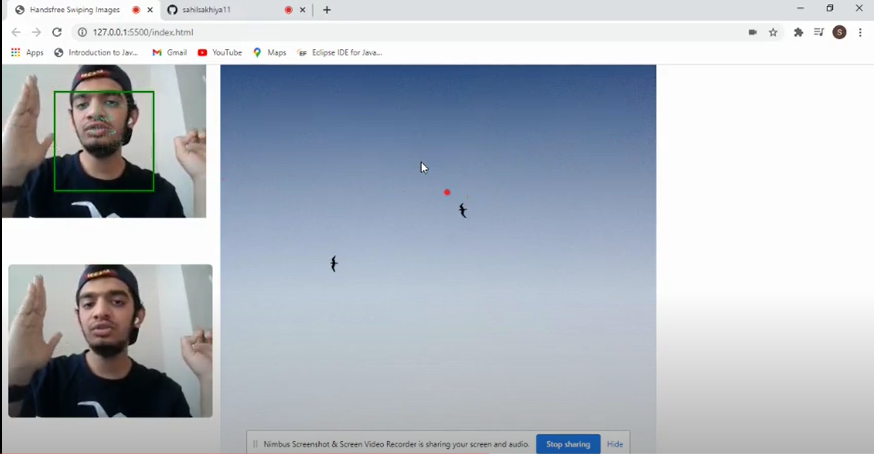 Handsfree Swiping Images
sahilsakhiya11
127.0.0.1:5500/index.html
S
Apps
Introduction to Jav...
Gmail
YouTube
Maps
Eclipse IDE for Java...
Nimbus Screenshot & Screen Video Recorder is sharing your screen and audio.
Stop sharing
Hide